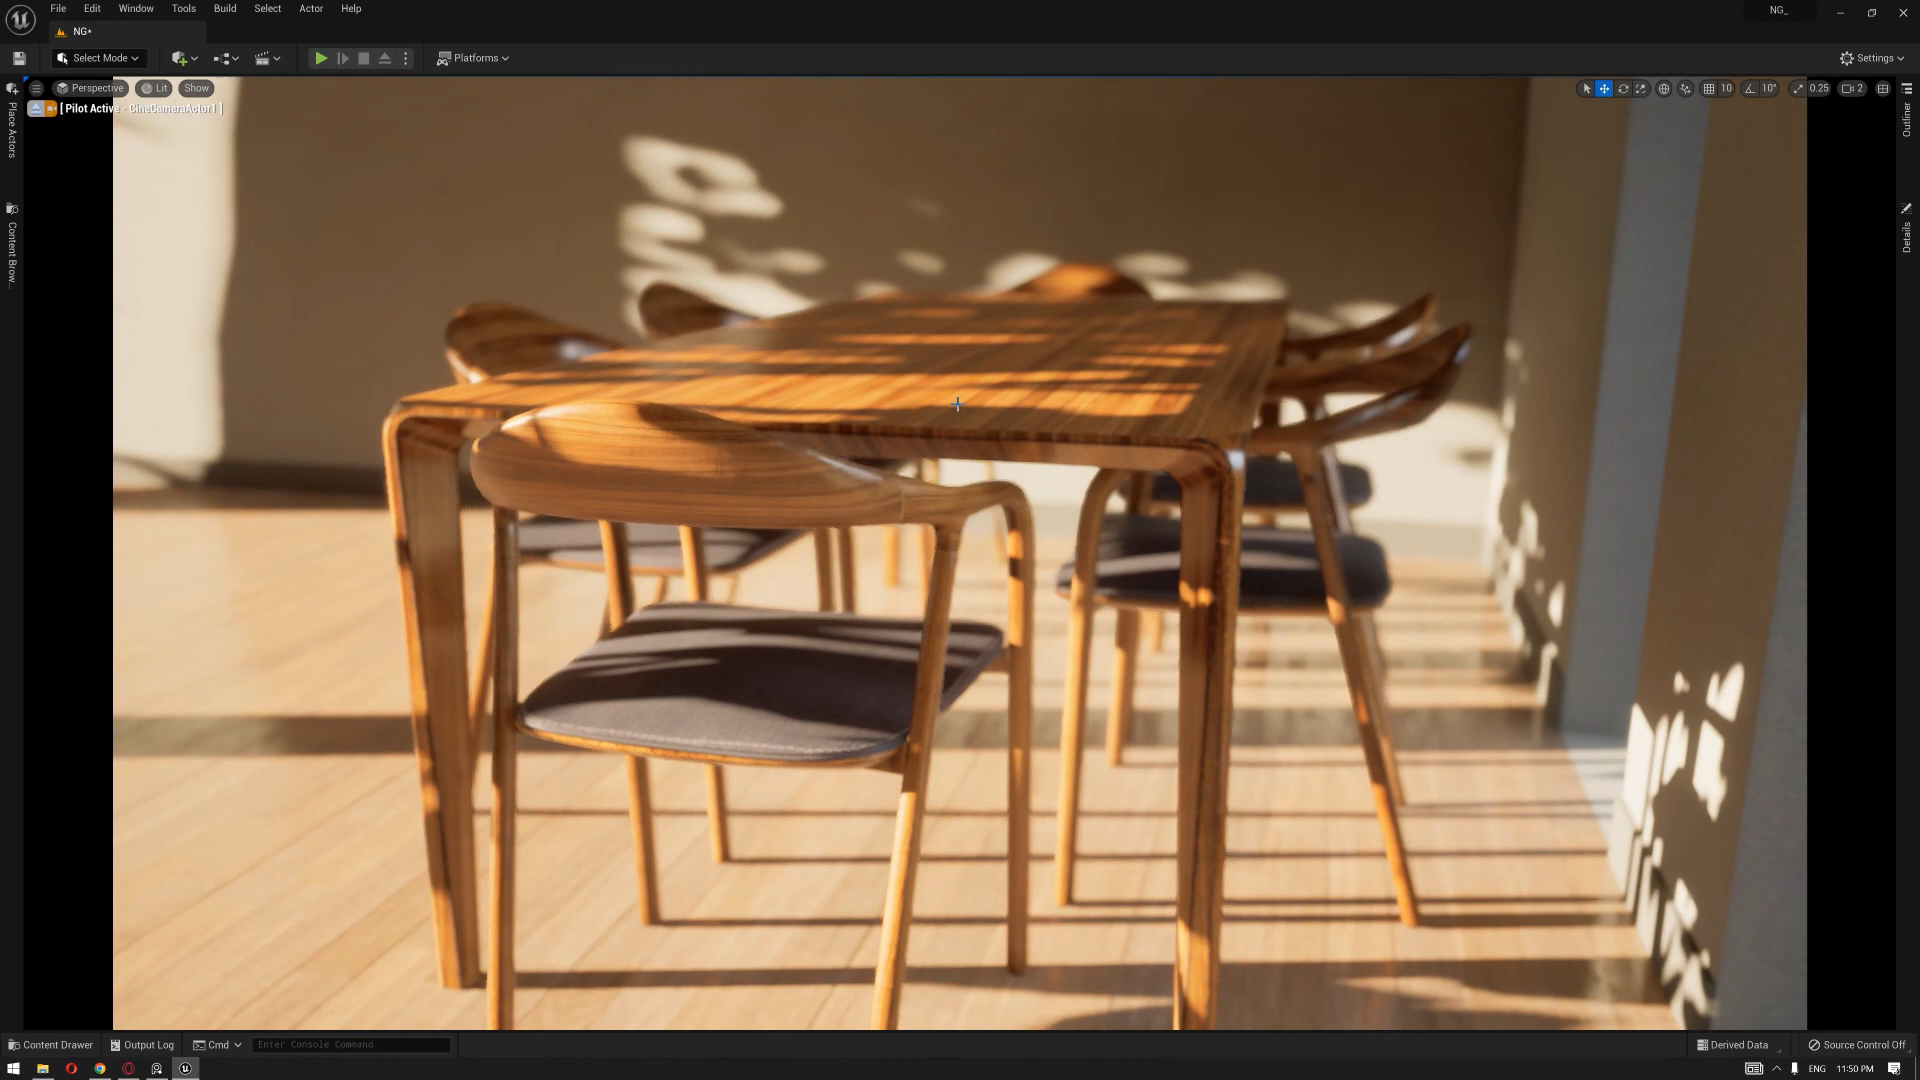 File Edit Window Tools Build Select Actor Help
NG_
NG*
Select Mode
Platforms
Settings
Perspective Lit Show
10 10° 0.25 2
[ Pilot Active - CineCameraActor1 ]
Place Actors
Content Brow...
Outliner
Details
Content Drawer Output Log Cmd Enter Console Command
Derived Data Source Control Off
ENG 11:50 PM